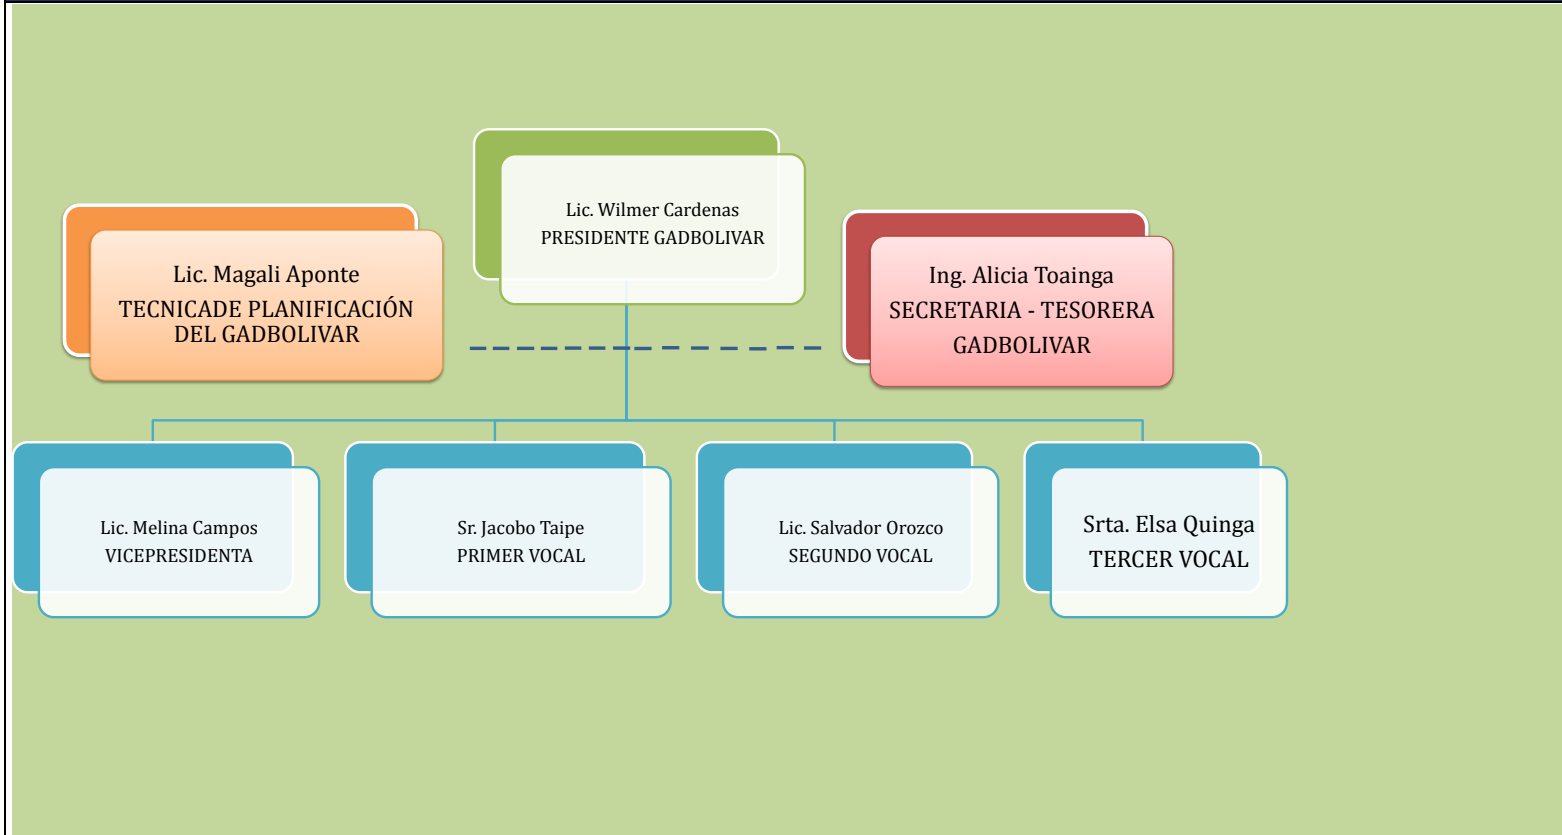 Lic. Wilmer Cardenas
PRESIDENTE GADBOLIVAR
Lic. Magali Aponte
TECNICADE PLANIFICACIÓN
DEL GADBOLIVAR
Ing. Alicia Toainga
SECRETARIA - TESORERA
GADBOLIVAR
Lic. Melina Campos
VICEPRESIDENTA
Sr. Jacobo Taipe
PRIMER VOCAL
Lic. Salvador Orozco
SEGUNDO VOCAL
Srta. Elsa Quinga
TERCER VOCAL